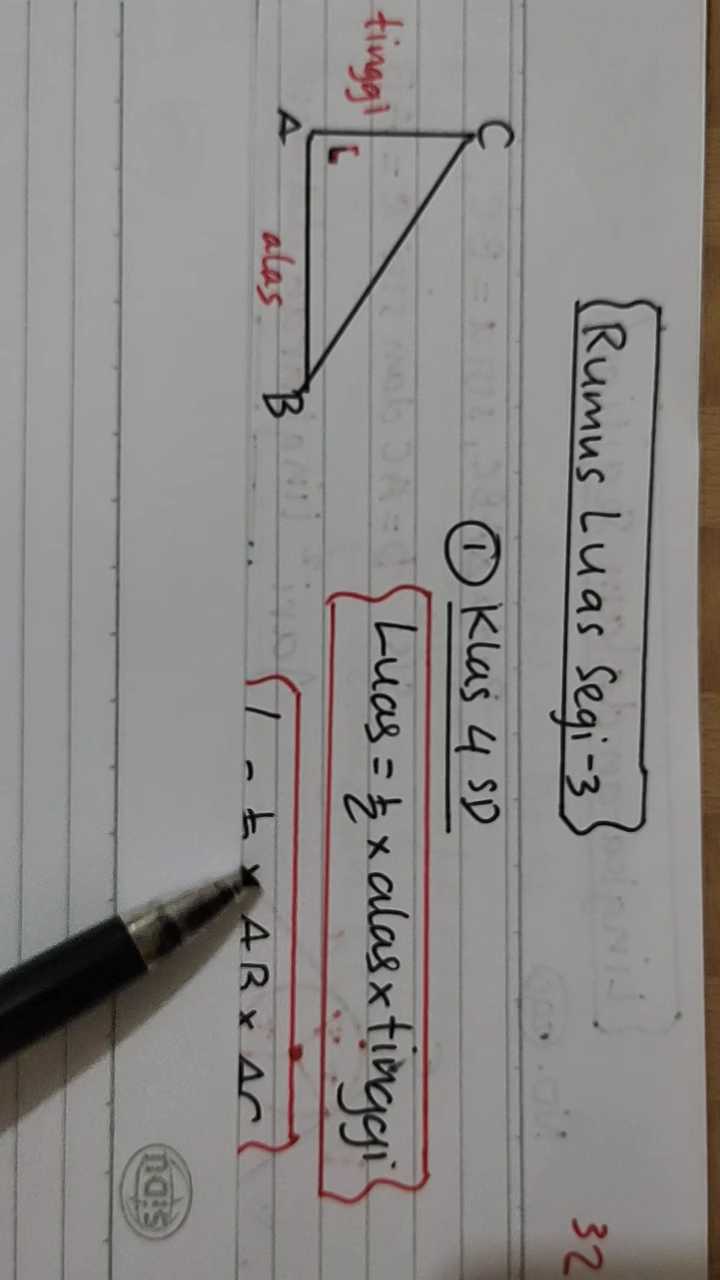 32
Rumus Luas Segi-3
① Klas 4 SD
C
tinggi
A
alas
B
Luas = ½ x alas x tinggi
L = ½ x AB x AC
sidu